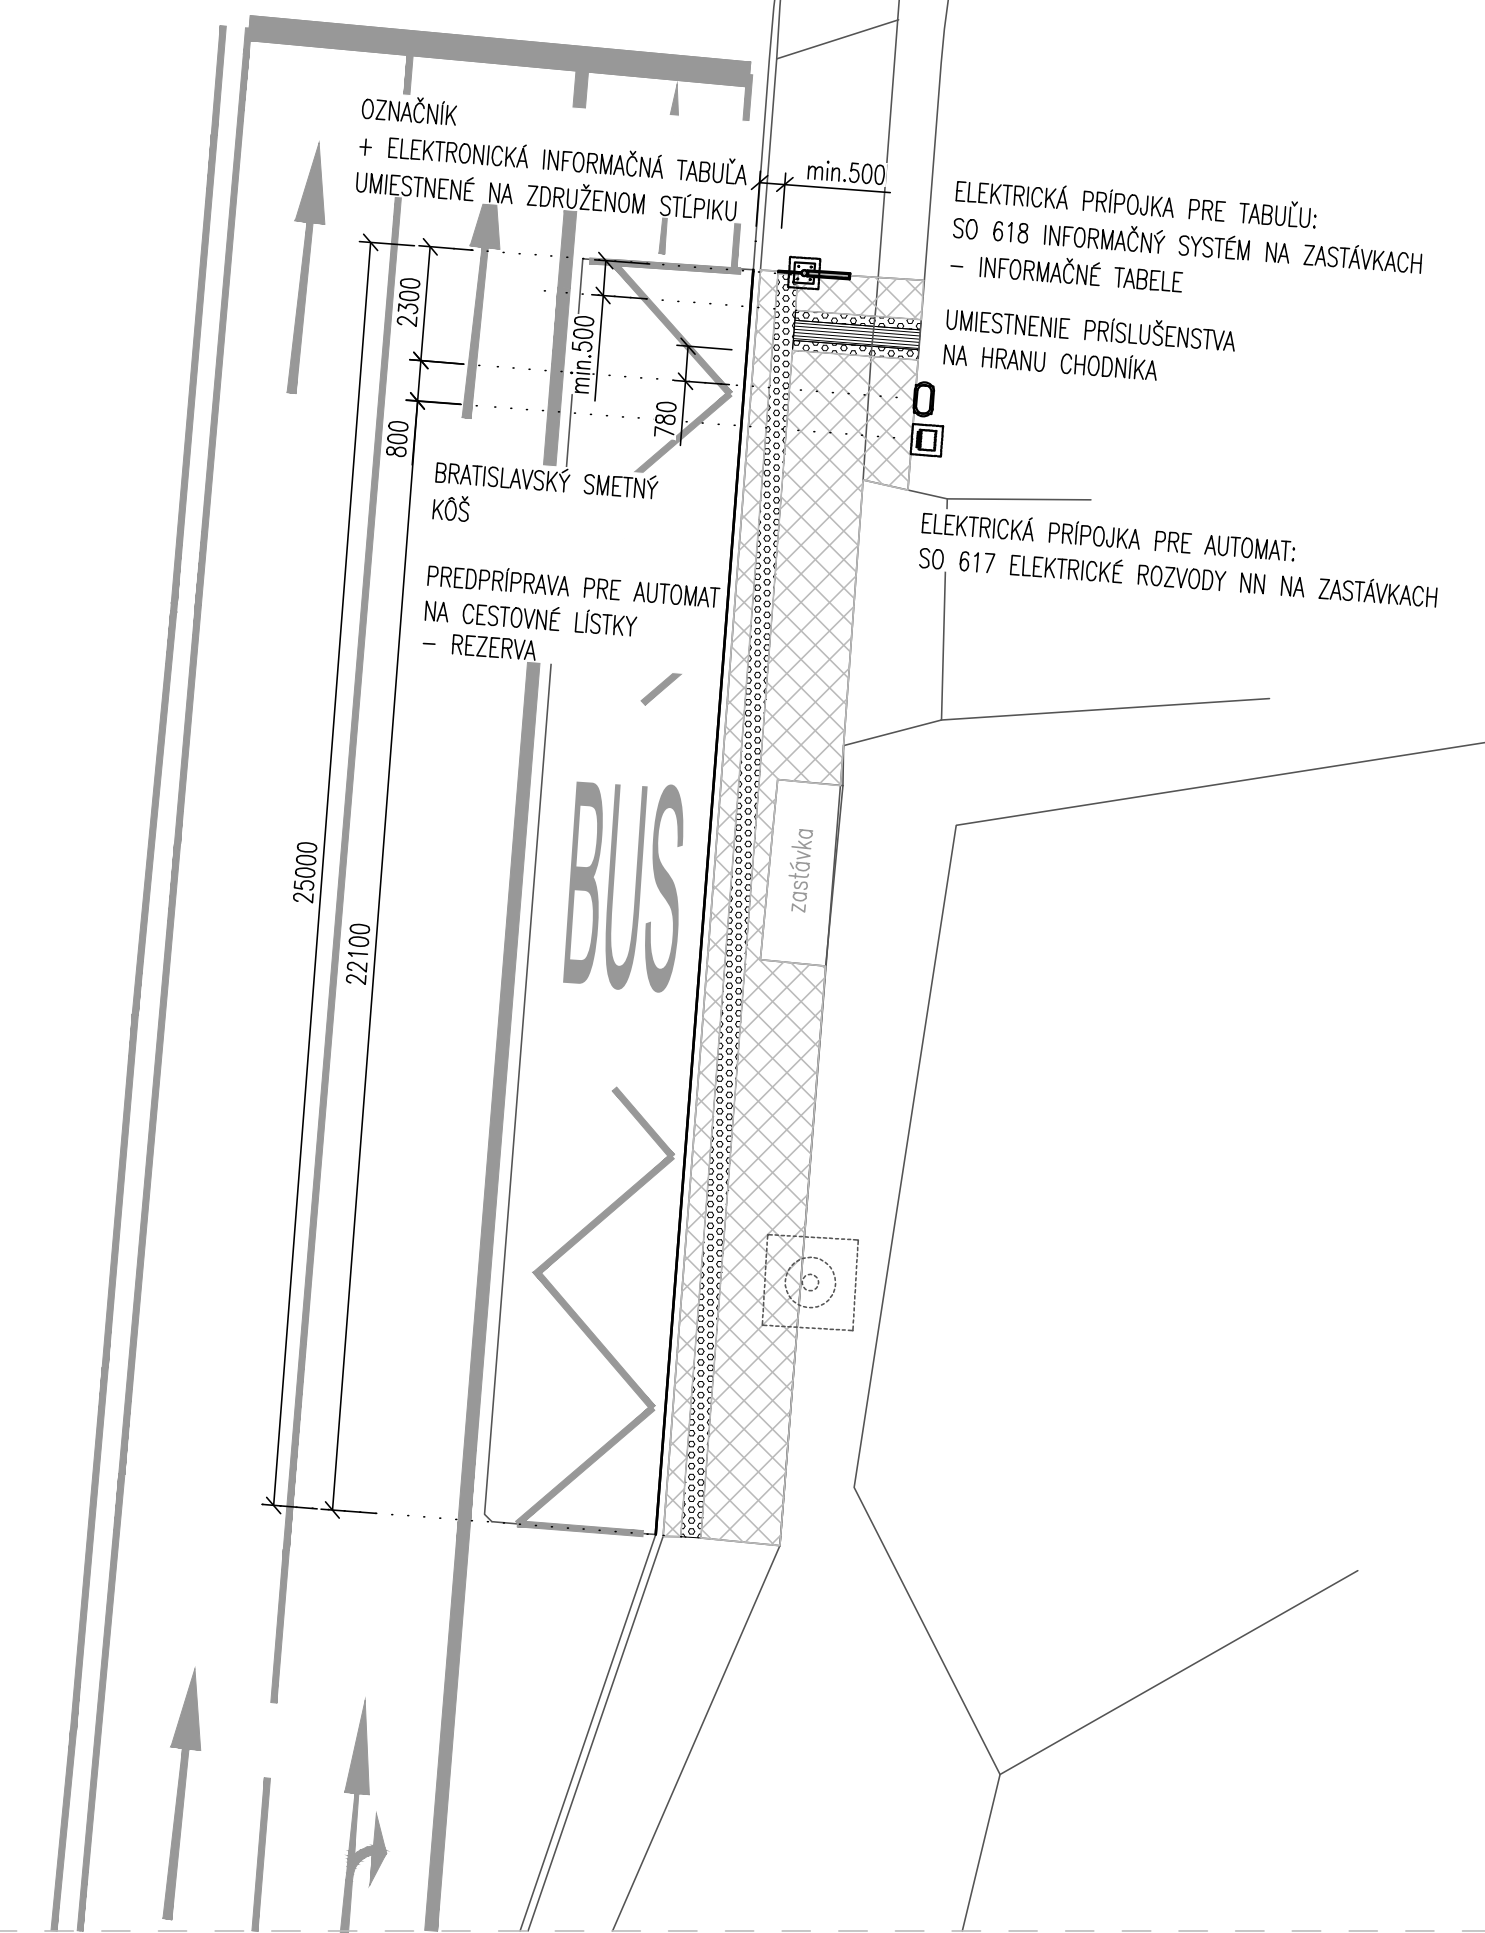 OZNAČNÍK
+ ELEKTRONICKÁ INFORMAČNÁ TABUĽA
UMIESTNENÉ NA ZDRUŽENOM STĹPIKU
min.500
ELEKTRICKÁ PRÍPOJKA PRE TABUĽU:
SO 618 INFORMAČNÝ SYSTÉM NA ZASTÁVKACH
- INFORMAČNÉ TABELE
UMIESTNENIE PRÍSLUŠENSTVA
NA HRANU CHODNÍKA
2300
min.500
800
780
BRATISLAVSKÝ SMETNÝ
KÔŠ
ELEKTRICKÁ PRÍPOJKA PRE AUTOMAT:
SO 617 ELEKTRICKÉ ROZVODY NN NA ZASTÁVKACH
PREDPRÍPRAVA PRE AUTOMAT
NA CESTOVNÉ LÍSTKY
- REZERVA
BUS
zastávka
25000
22100